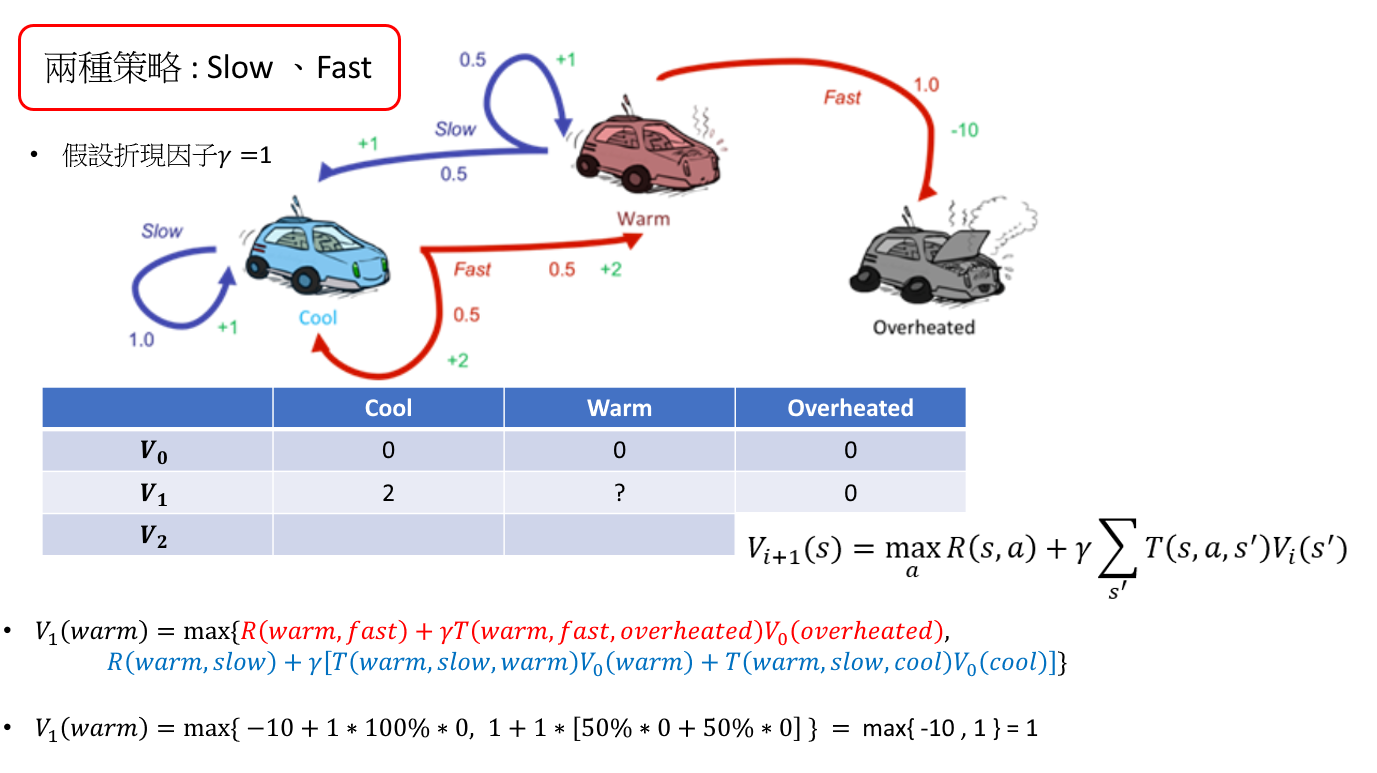 兩種策略 : Slow 、Fast
• 假設折現因子𝛾 =1
0.5 +1
Slow
+1
0.5
Fast 1.0
-10
Warm
Slow
1.0 +1
Cool
Fast 0.5 +2
0.5
+2
Overheated
Cool Warm Overheated
V₀ 0 0 0
V₁ 2 ? 0
V₂
Vᵢ₊₁(s) = max R(s, a) + γ ∑ T(s, a, s′)Vᵢ(s′)
a s′
• V₁(warm) = max{R(warm, fast) + γT(warm, fast, overheated)V₀(overheated),
R(warm, slow) + γ[T(warm, slow, warm)V₀(warm) + T(warm, slow, cool)V₀(cool)]}
• V₁(warm) = max{ −10 + 1 ∗ 100% ∗ 0, 1 + 1 ∗ [50% ∗ 0 + 50% ∗ 0] } = max{ -10 , 1 } = 1